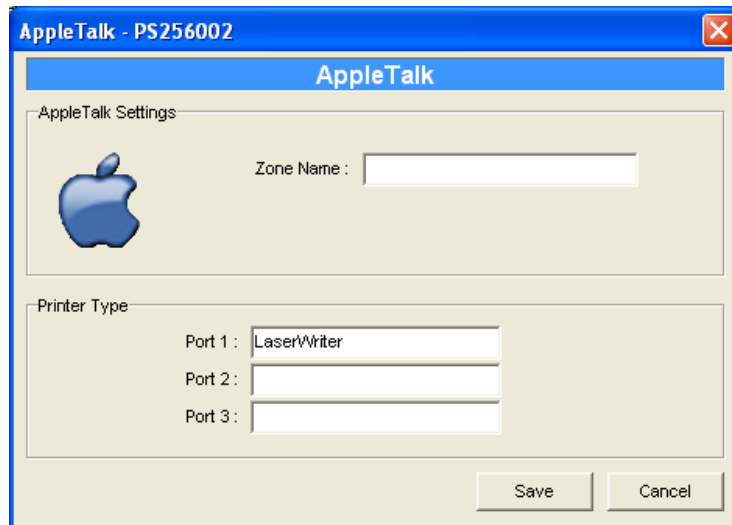 AppleTalk - PS256002
AppleTalk
AppleTalk Settings
Zone Name :
Printer Type
Port 1 : LaserWriter
Port 2 :
Port 3 :
Save Cancel